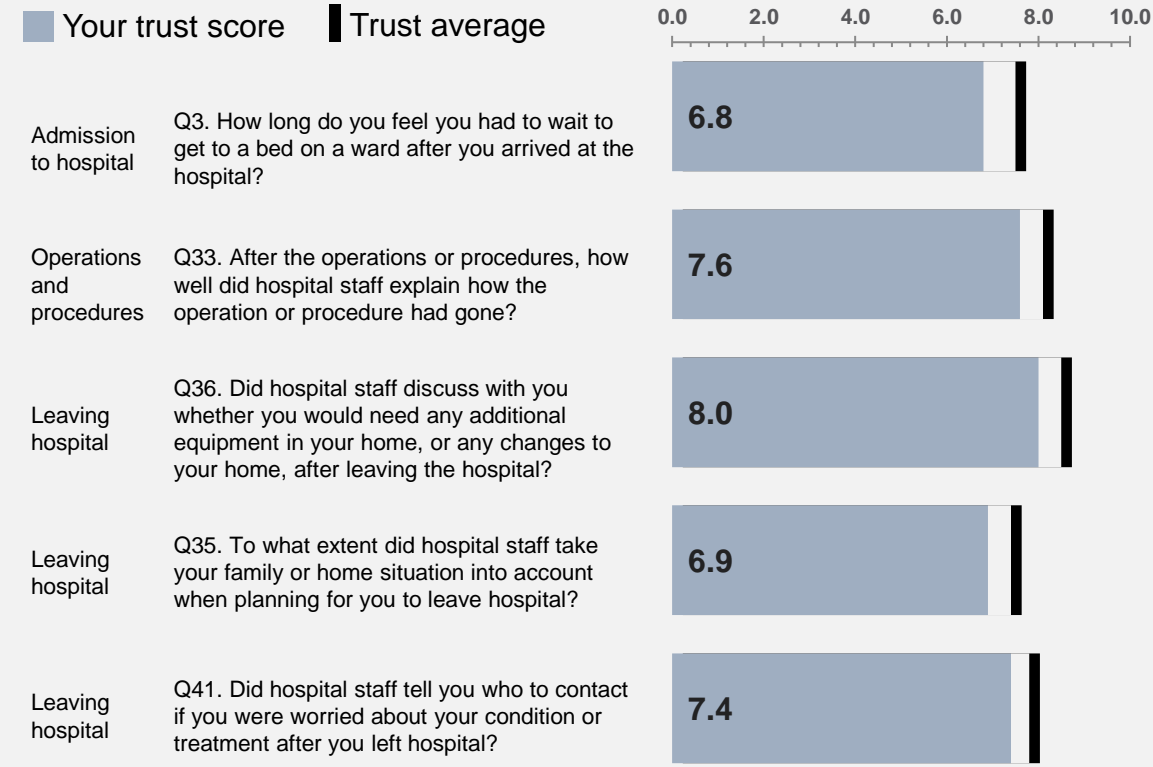 Your trust score
Trust average
0.0 2.0 4.0 6.0 8.0 10.0
Admission
to hospital
Q3. How long do you feel you had to wait to
get to a bed on a ward after you arrived at the
hospital?
6.8
Operations
and
procedures
Q33. After the operations or procedures, how
well did hospital staff explain how the
operation or procedure had gone?
7.6
Leaving
hospital
Q36. Did hospital staff discuss with you
whether you would need any additional
equipment in your home, or any changes to
your home, after leaving the hospital?
8.0
Leaving
hospital
Q35. To what extent did hospital staff take
your family or home situation into account
when planning for you to leave hospital?
6.9
Leaving
hospital
Q41. Did hospital staff tell you who to contact
if you were worried about your condition or
treatment after you left hospital?
7.4